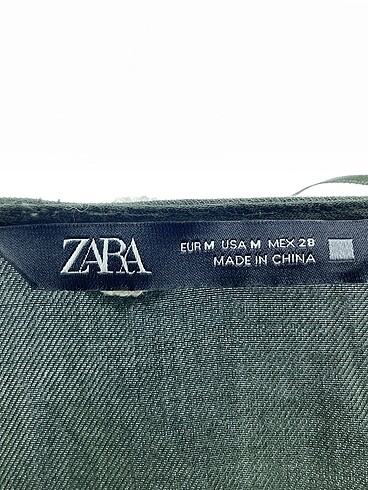 ZARA
EUR M USA M MEX 28
MADE IN CHINA